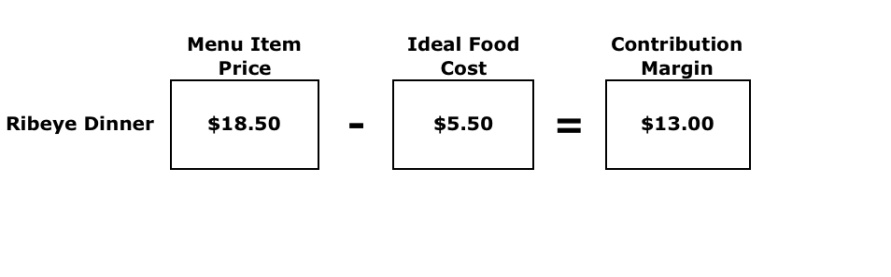 Menu Item
Price
Ideal Food
Cost
Contribution
Margin
Ribeye Dinner $18.50 - $5.50 = $13.00